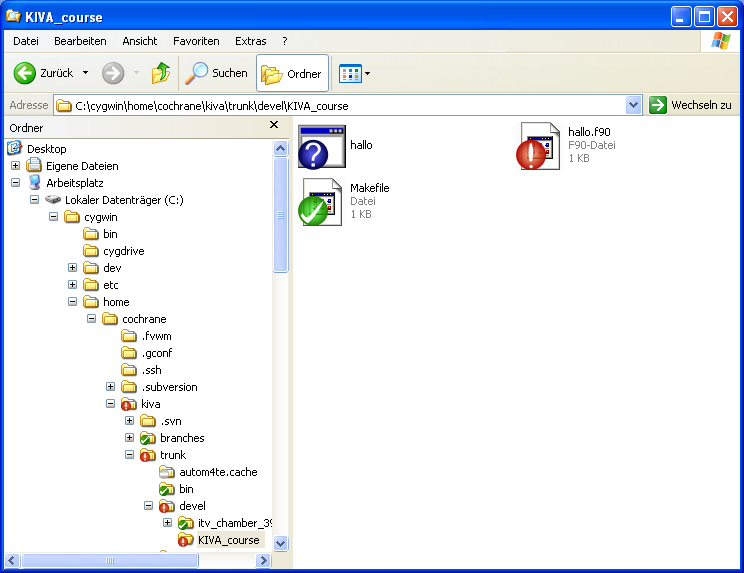 KIVA_course
Datei Bearbeiten Ansicht Favoriten Extras ?
Zurück Suchen Ordner
Adresse C:\cygwin\home\cochrane\kiva\trunk\devel\KIVA_course Wechseln zu
Ordner
Desktop
Eigene Dateien
Arbeitsplatz
Lokaler Datenträger (C:)
cygwin
bin
cygdrive
dev
etc
home
cochrane
.fvwm
.gconf
.ssh
.subversion
kiva
.svn
branches
trunk
autom4te.cache
bin
devel
itv_chamber_39
KIVA_course
hallo
hallo.f90
F90-Datei
1 KB
Makefile
Datei
1 KB